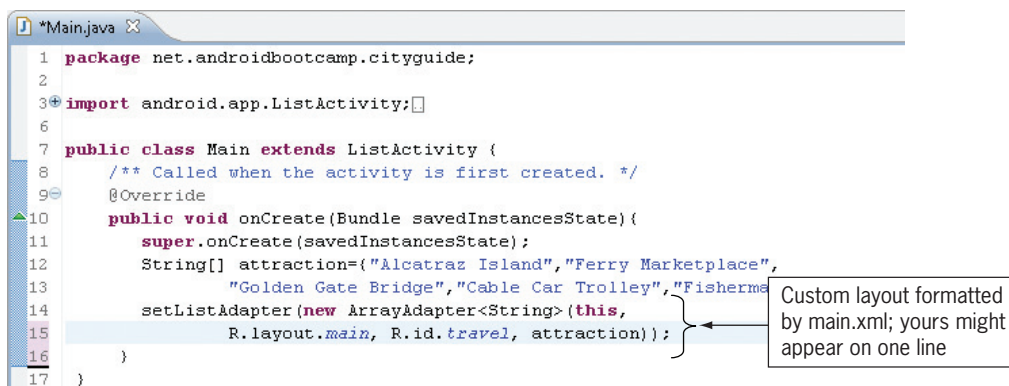 *Main.java
1 package net.androidbootcamp.cityguide;
2
3 import android.app.ListActivity;
6
7 public class Main extends ListActivity {
8 /** Called when the activity is first created. */
9 @Override
10 public void onCreate(Bundle savedInstancesState){
11 super.onCreate(savedInstancesState);
12 String[] attraction={"Alcatraz Island","Ferry Marketplace",
13 "Golden Gate Bridge","Cable Car Trolley","Fisherma
14 setListAdapter(new ArrayAdapter<String>(this,
15 R.layout.main, R.id.travel, attraction));
16 }
17 }
Custom layout formatted
by main.xml; yours might
appear on one line